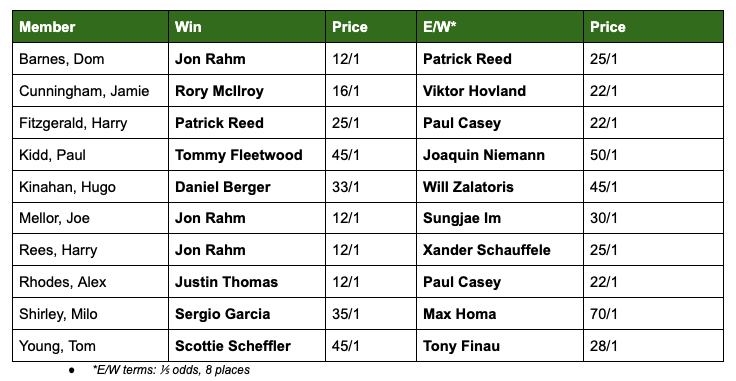 Member Win Price E/W* Price
Barnes, Dom Jon Rahm 12/1 Patrick Reed 25/1
Cunningham, Jamie Rory McIlroy 16/1 Viktor Hovland 22/1
Fitzgerald, Harry Patrick Reed 25/1 Paul Casey 22/1
Kidd, Paul Tommy Fleetwood 45/1 Joaquin Niemann 50/1
Kinahan, Hugo Daniel Berger 33/1 Will Zalatoris 45/1
Mellor, Joe Jon Rahm 12/1 Sungjae Im 30/1
Rees, Harry Jon Rahm 12/1 Xander Schauffele 25/1
Rhodes, Alex Justin Thomas 12/1 Paul Casey 22/1
Shirley, Milo Sergio Garcia 35/1 Max Homa 70/1
Young, Tom Scottie Scheffler 45/1 Tony Finau 28/1
● *E/W terms: ⅕ odds, 8 places